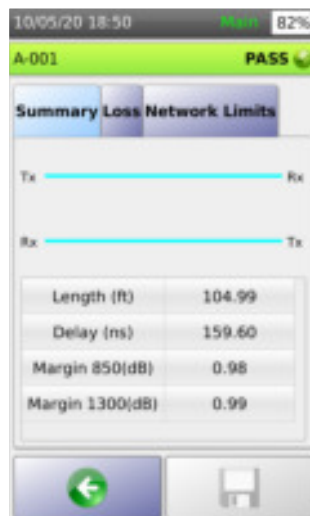 10/05/20 18:50 Main 82%
A-001 PASS
Summary Loss Network Limits
Tx Rx
Rx Tx
Length (ft) 104.99
Delay (ns) 159.60
Margin 850(dB) 0.98
Margin 1300(dB) 0.99